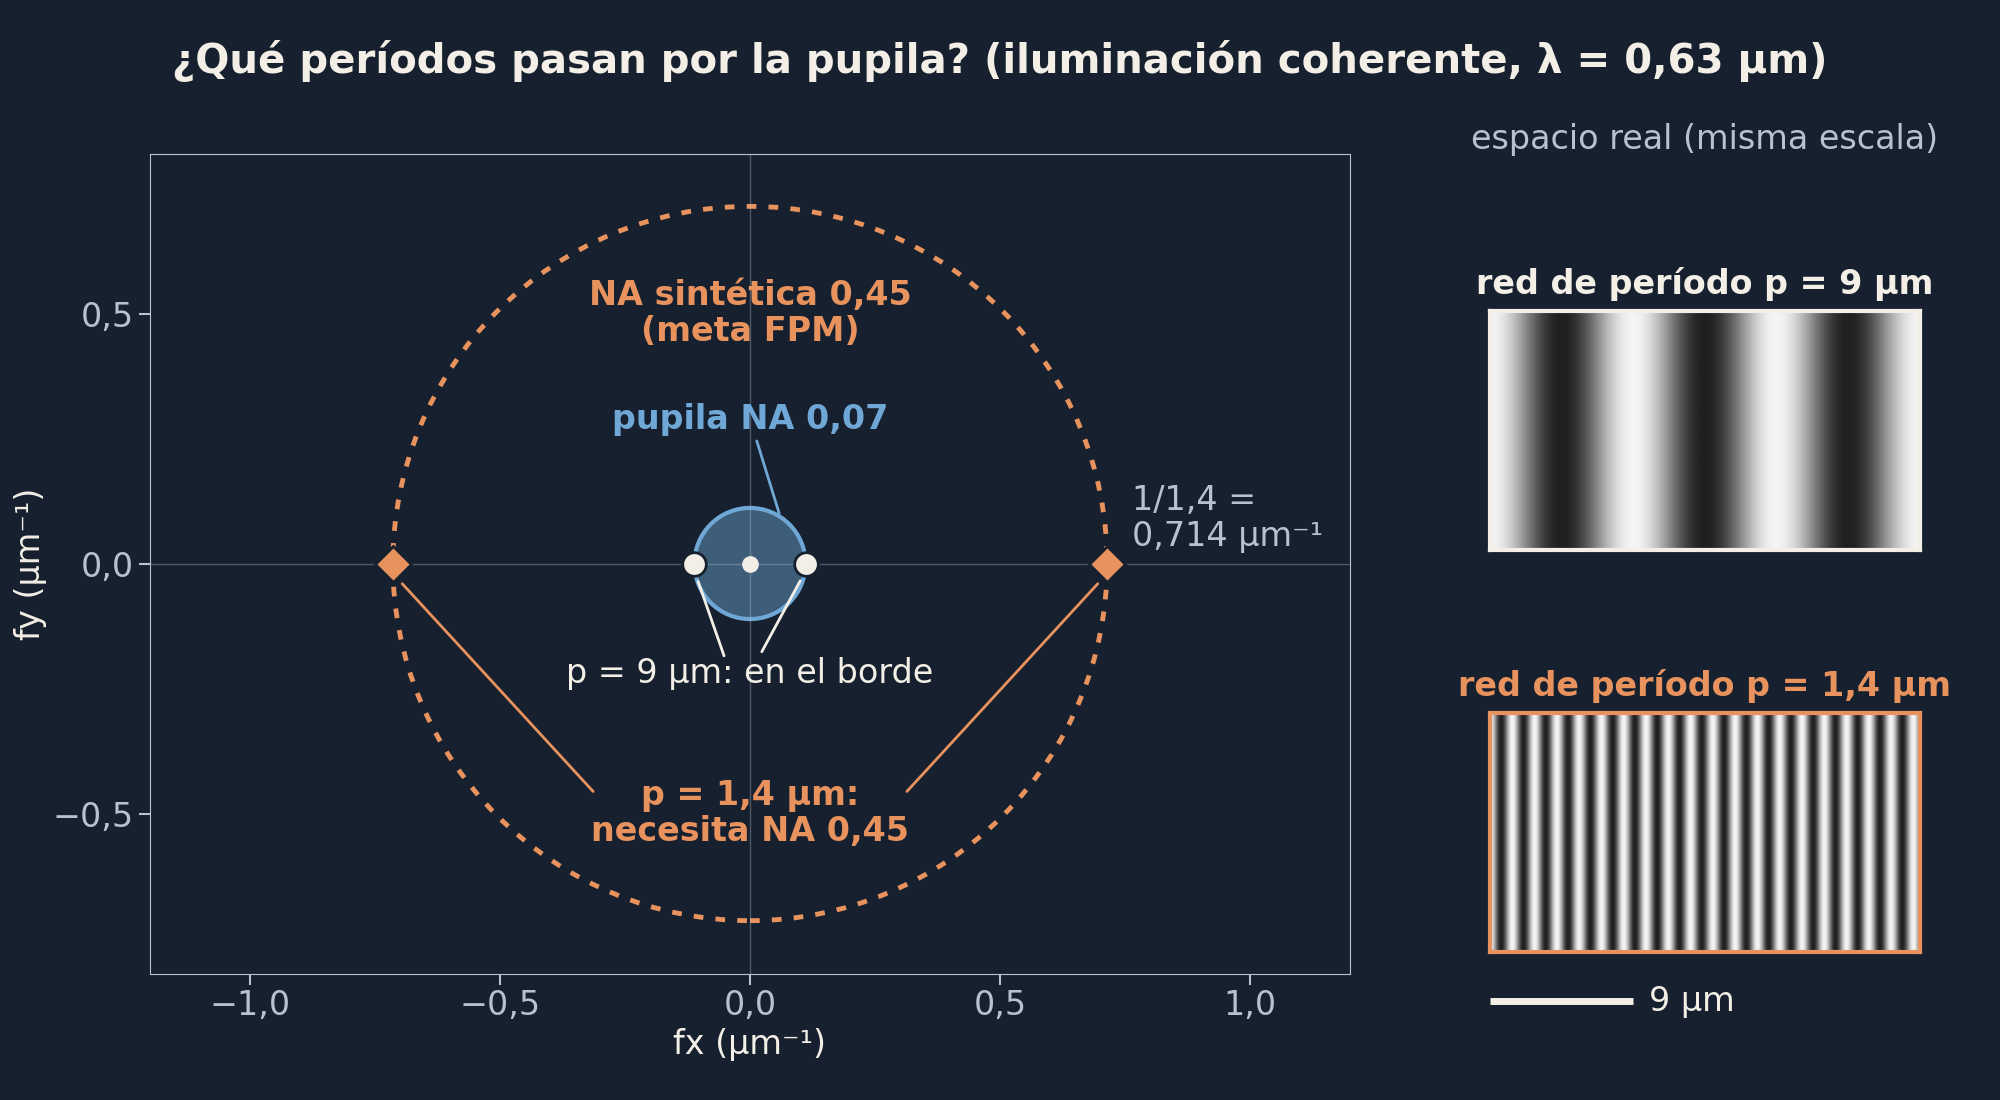 ¿Qué períodos pasan por la pupila? (iluminación coherente, λ = 0,63 µm)
espacio real (misma escala)
NA sintética 0,45
(meta FPM)
pupila NA 0,07
1/1,4 =
0,714 µm⁻¹
p = 9 µm: en el borde
p = 1,4 µm:
necesita NA 0,45
0,5
0,0
−0,5
fy (µm⁻¹)
−1,0
−0,5
0,0
0,5
1,0
fx (µm⁻¹)
red de período p = 9 µm
red de período p = 1,4 µm
9 µm